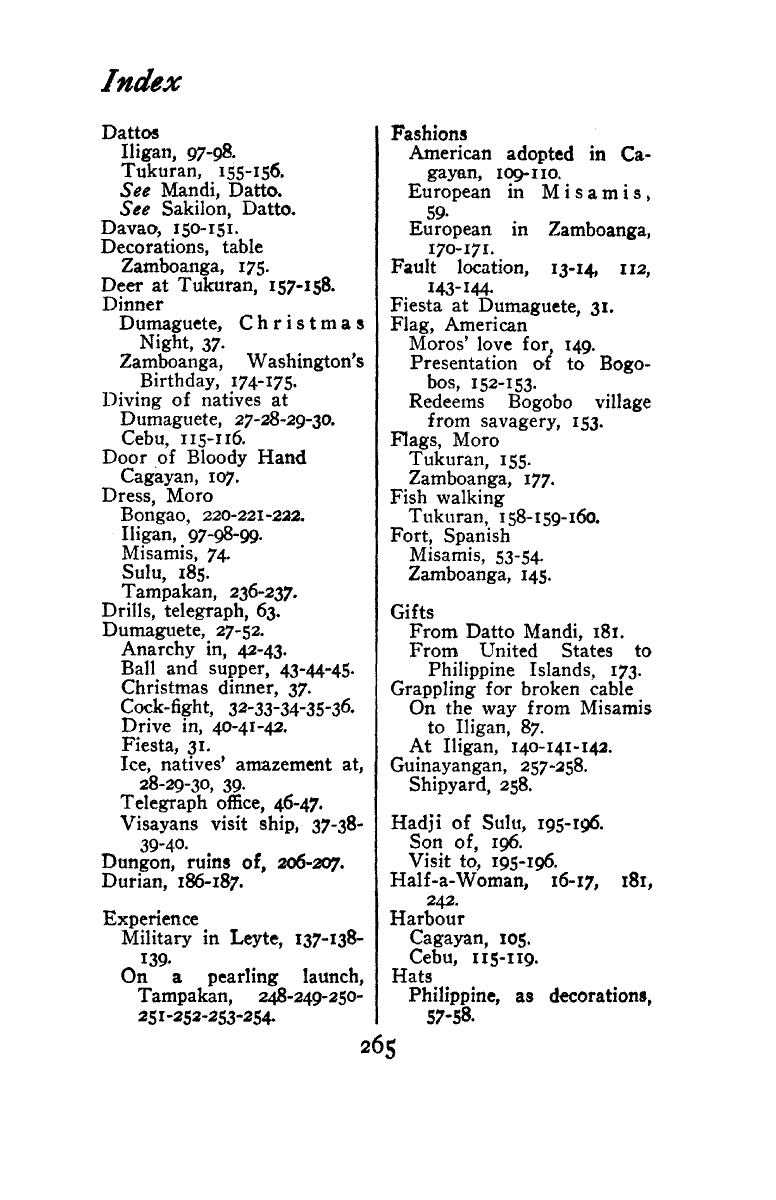 Index
Dattos
Iligan, 97-98.
Tukuran, 155-156.
See Mandi, Datto.
See Sakilon, Datto.
Davao, 150-151.
Decorations, table
Zamboanga, 175.
Deer at Tukuran, 157-158.
Dinner
Dumaguete, Christmas
Night, 37.
Zamboanga, Washington's
Birthday, 174-175.
Diving of natives at
Dumaguete, 27-28-29-30.
Cebu, 115-116.
Door of Bloody Hand
Cagayan, 107.
Dress, Moro
Bongao, 220-221-222.
Iligan, 97-98-99.
Misamis, 74.
Sulu, 185.
Tampakan, 236-237.
Drills, telegraph, 63.
Dumaguete, 27-52.
Anarchy in, 42-43.
Ball and supper, 43-44-45.
Christmas dinner, 37.
Cock-fight, 32-33-34-35-36.
Drive in, 40-41-42.
Fiesta, 31.
Ice, natives' amazement at,
28-29-30, 39.
Telegraph office, 46-47.
Visayans visit ship, 37-38-
39-40.
Dungon, ruins of, 206-207.
Durian, 186-187.
Experience
Military in Leyte, 137-138-
139.
On a pearling launch,
Tampakan, 248-249-250-
251-252-253-254.
Fashions
American adopted in Ca-
gayan, 109-110.
European in Misamis,
59.
European in Zamboanga,
170-171.
Fault location, 13-14, 112,
143-144.
Fiesta at Dumaguete, 31.
Flag, American
Moros' love for, 149.
Presentation of to Bogo-
bos, 152-153.
Redeems Bogobo village
from savagery, 153.
Flags, Moro
Tukuran, 155.
Zamboanga, 177.
Fish walking
Tukuran, 158-159-160.
Fort, Spanish
Misamis, 53-54.
Zamboanga, 145.
Gifts
From Datto Mandi, 181.
From United States to
Philippine Islands, 173.
Grappling for broken cable
On the way from Misamis
to Iligan, 87.
At Iligan, 140-141-142.
Guinayangan, 257-258.
Shipyard, 258.
Hadji of Sulu, 195-196.
Son of, 196.
Visit to, 195-196.
Half-a-Woman, 16-17, 181,
242.
Harbour
Cagayan, 105.
Cebu, 115-119.
Hats
Philippine, as decorations,
57-58.
265